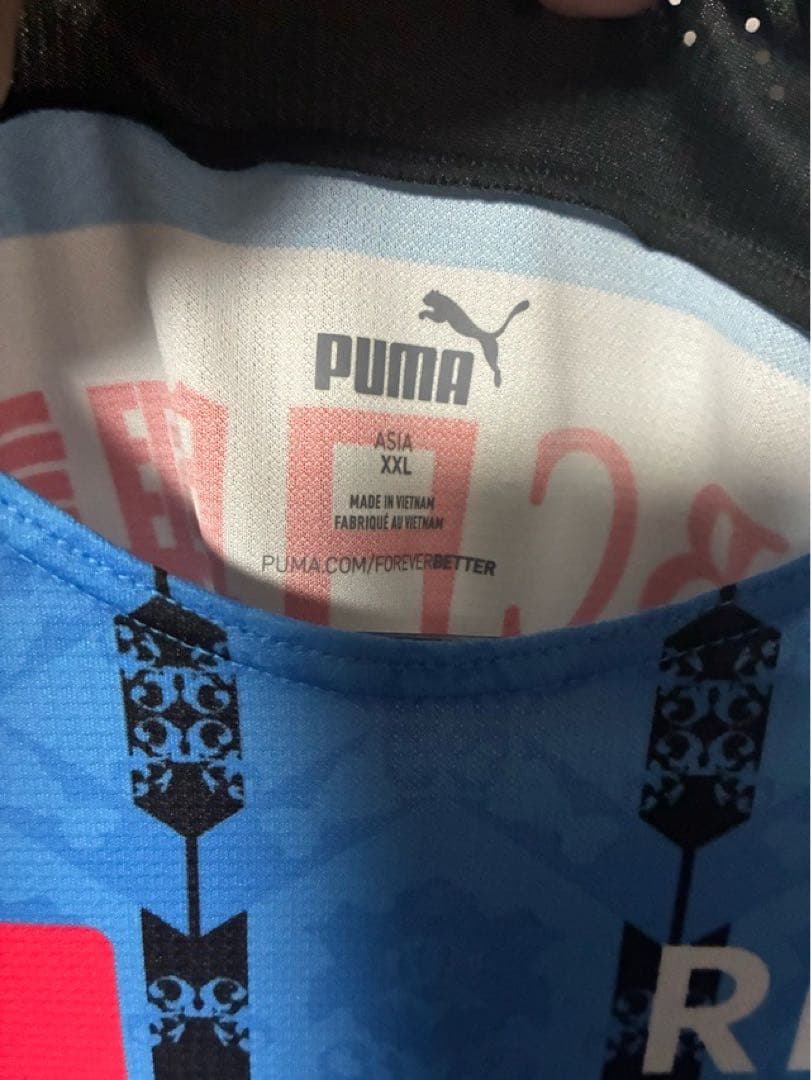 PUMA
ASIA
XXL
MADE IN VIETNAM
FABRIQUÉ AU VIETNAM
PUMA.COM/FOREVERBETTER
R